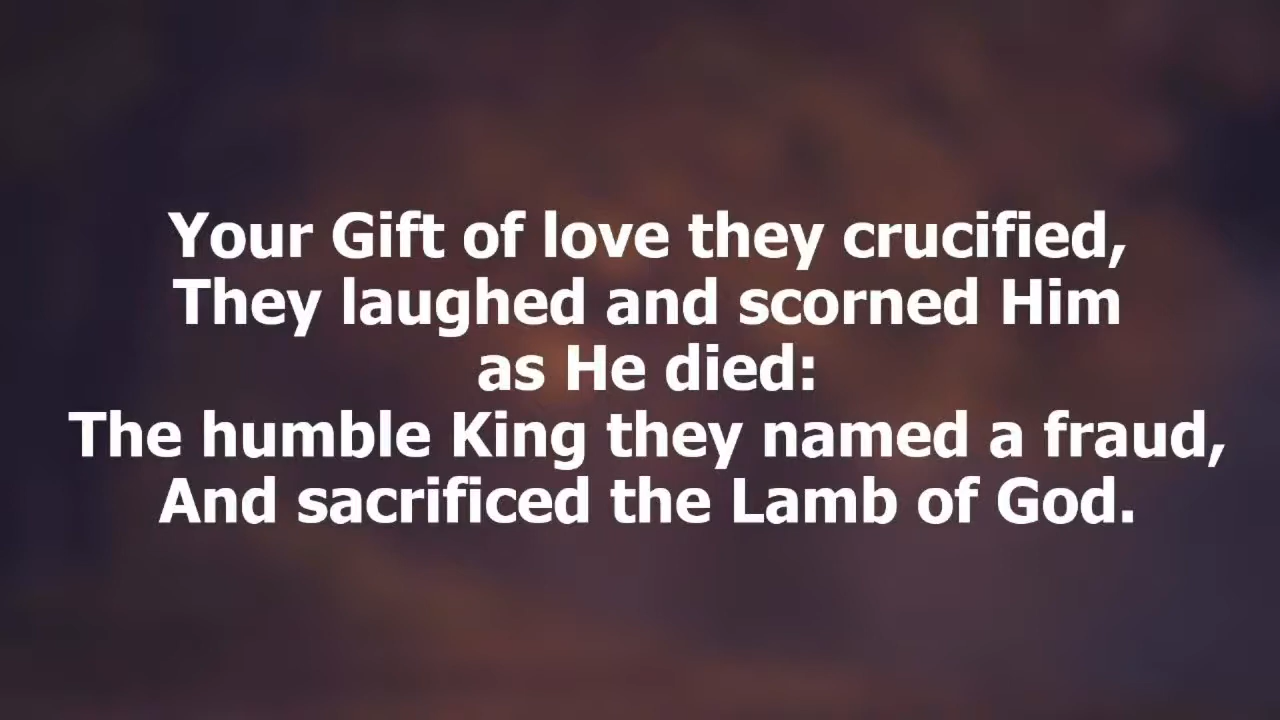 Your Gift of love they crucified,
They laughed and scorned Him
as He died:
The humble King they named a fraud,
And sacrificed the Lamb of God.